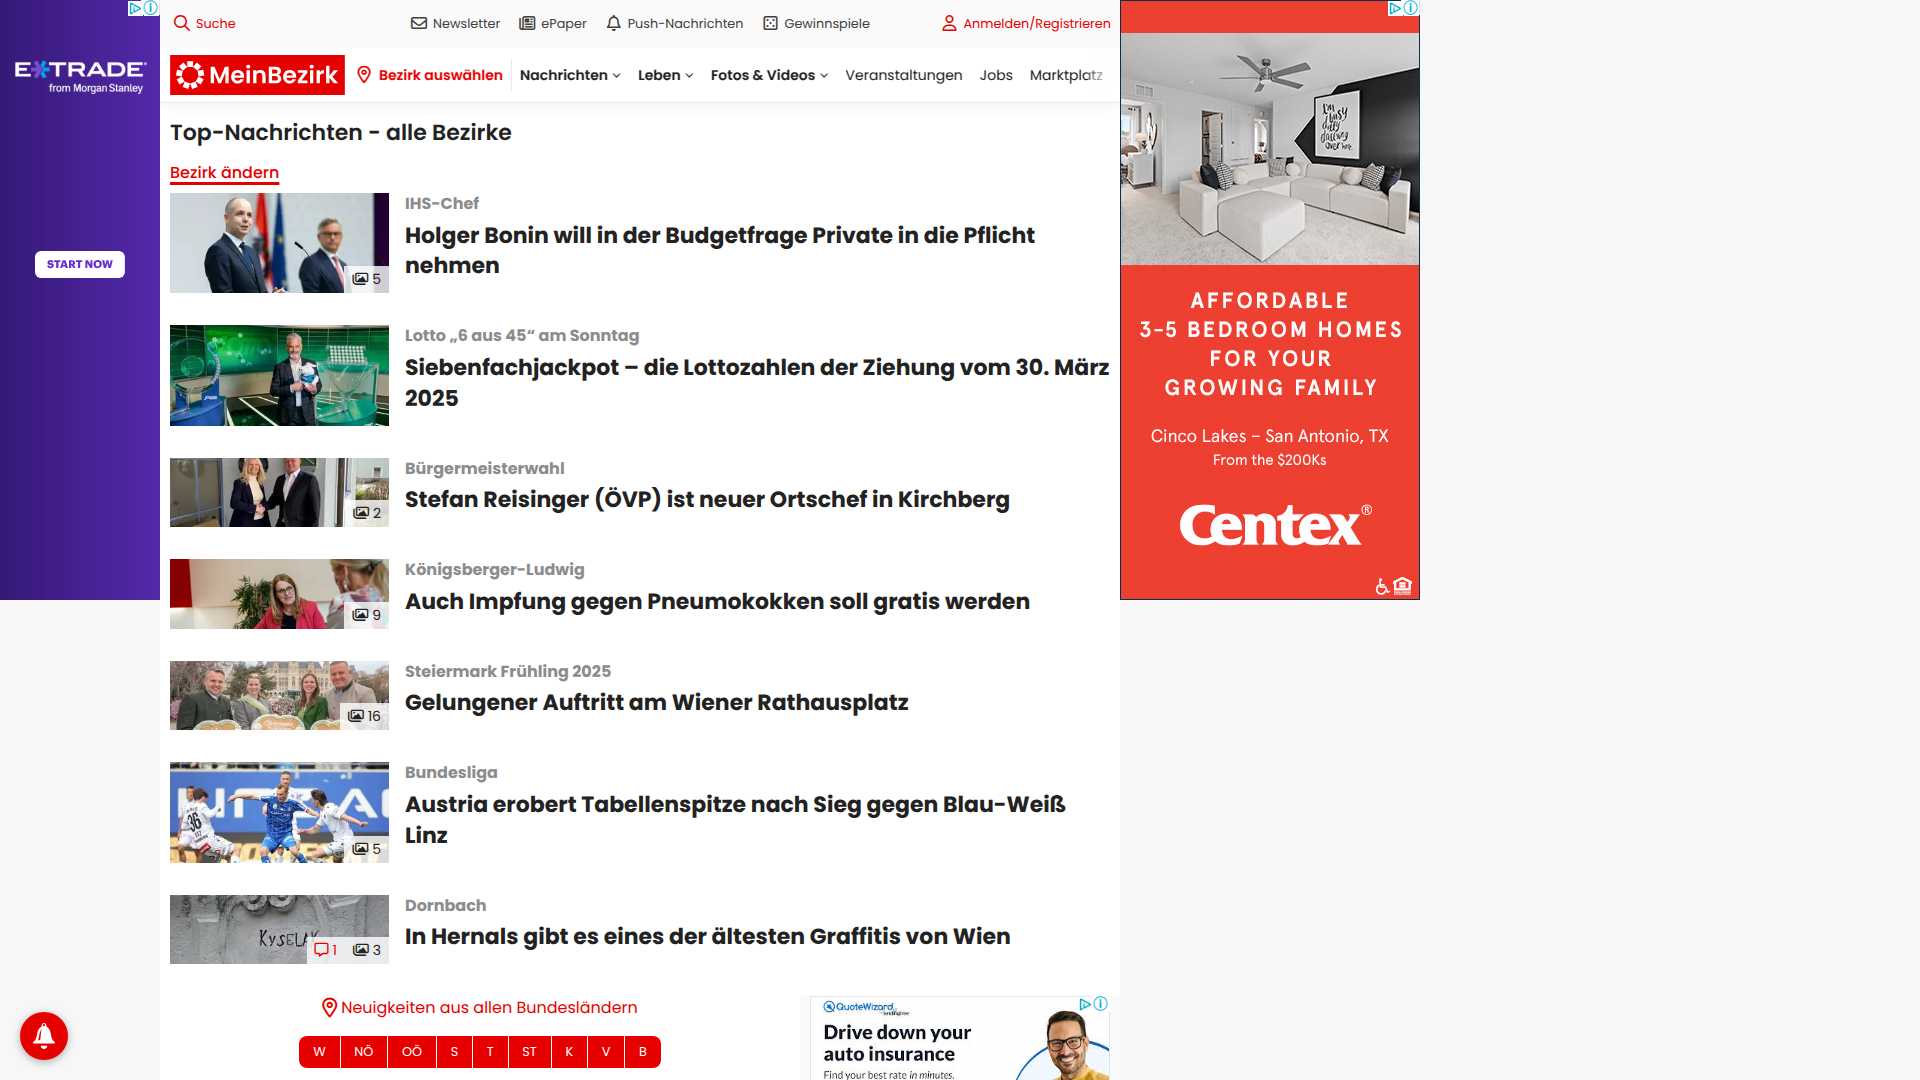 Suche
Newsletter
ePaper
Push-Nachrichten
Gewinnspiele
Anmelden/Registrieren
MeinBezirk
Bezirk auswählen
Nachrichten
Leben
Fotos & Videos
Veranstaltungen
Jobs
Marktplatz
E*TRADE
from Morgan Stanley
START NOW
Top-Nachrichten - alle Bezirke
Bezirk ändern
5
IHS-Chef
Holger Bonin will in der Budgetfrage Private in die Pflicht
nehmen
Lotto „6 aus 45“ am Sonntag
Siebenfachjackpot – die Lottozahlen der Ziehung vom 30. März
2025
2
Bürgermeisterwahl
Stefan Reisinger (ÖVP) ist neuer Ortschef in Kirchberg
9
Königsberger-Ludwig
Auch Impfung gegen Pneumokokken soll gratis werden
16
Steiermark Frühling 2025
Gelungener Auftritt am Wiener Rathausplatz
36
5
Bundesliga
Austria erobert Tabellenspitze nach Sieg gegen Blau-Weiß
Linz
KYSELAK
1
3
Dornbach
In Hernals gibt es eines der ältesten Graffitis von Wien
Neuigkeiten aus allen Bundesländern
W
NÖ
OÖ
S
T
ST
K
V
B
I'm
busy
daily
dallying
over me.
AFFORDABLE
3-5 BEDROOM HOMES
FOR YOUR
GROWING FAMILY
Cinco Lakes – San Antonio, TX
From the $200Ks
Centex®
QuoteWizard
Drive down your
auto insurance
Find your best rate in minutes.